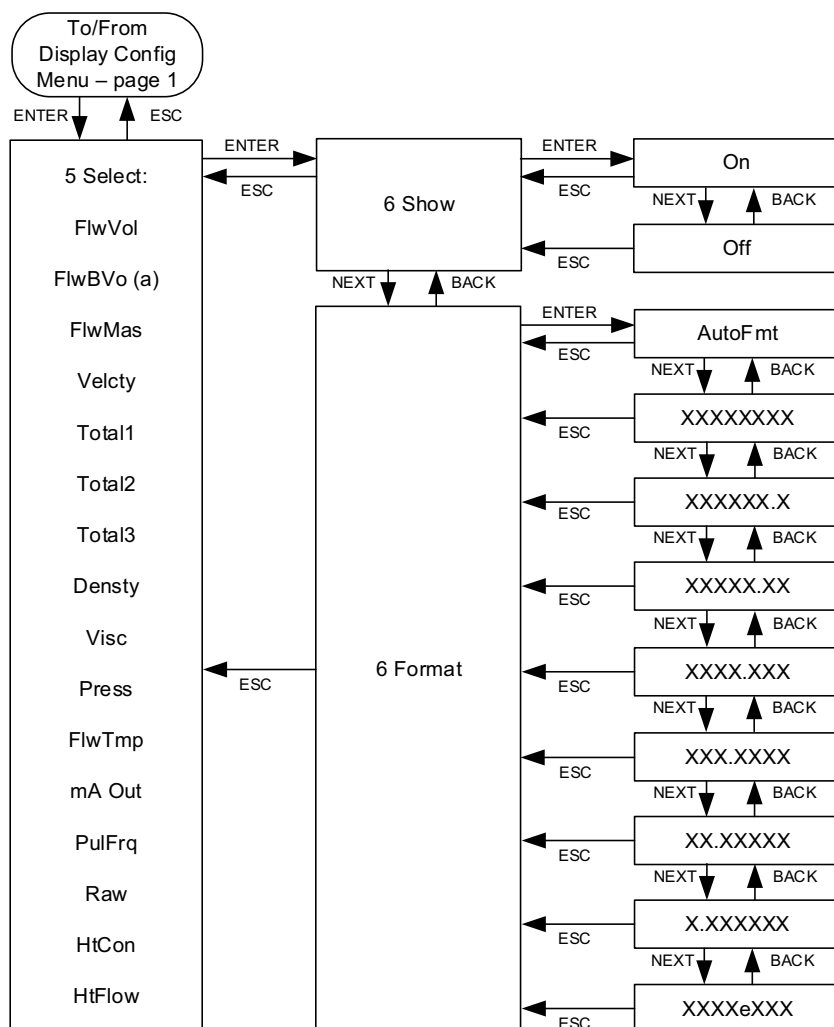 To/From
Display Config
Menu – page 1
ENTER
ESC
5 Select:
FlwVol
FlwBVo (a)
FlwMas
Velcty
Total1
Total2
Total3
Densty
Visc
Press
FlwTmp
mA Out
PulFrq
Raw
HtCon
HtFlow
ENTER
ESC
6 Show
ENTER
ESC
On
NEXT
BACK
ESC
Off
NEXT
BACK
ESC
6 Format
ENTER
ESC
AutoFmt
NEXT
BACK
ESC
XXXXXXXX
NEXT
BACK
ESC
XXXXXX.X
NEXT
BACK
ESC
XXXXX.XX
NEXT
BACK
ESC
XXXX.XXX
NEXT
BACK
ESC
XXX.XXXX
NEXT
BACK
ESC
XX.XXXXX
NEXT
BACK
ESC
X.XXXXXX
NEXT
BACK
ESC
XXXXeXXX